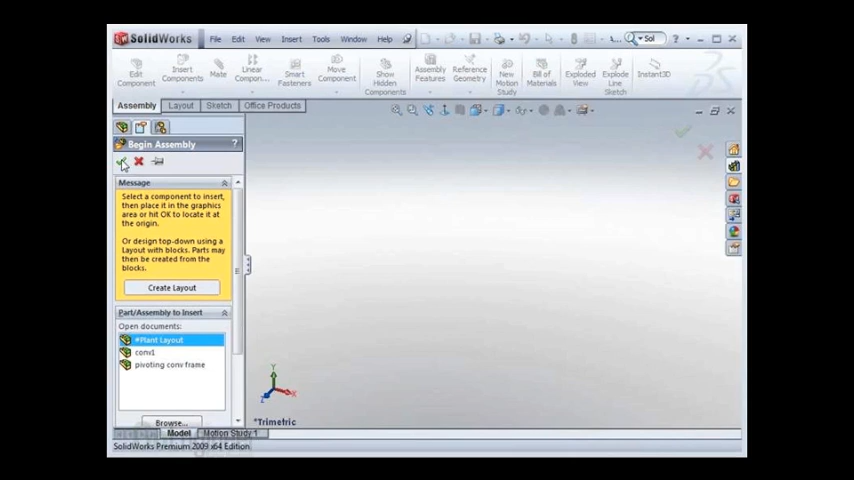 SolidWorks File Edit View Insert Tools Window Help Sol
Edit Component
Insert Components
Mate
Linear Compon...
Smart Fasteners
Move Component
Show Hidden Components
Assembly Features
Reference Geometry
New Motion Study
Bill of Materials
Exploded View
Explode Line Sketch
Instant3D
Assembly Layout Sketch Office Products
Begin Assembly ?
Message
Select a component to insert,
then place it in the graphics
area or hit OK to locate it at
the origin.
Or design top-down using a
Layout with blocks. Parts may
then be created from the
blocks.
Create Layout
Part/Assembly to Insert
Open documents:
*Plant Layout
conv1
pivoting conv frame
Browse...
Y
X
Z
*Trimetric
Model Motion Study 1
SolidWorks Premium 2009 x64 Edition